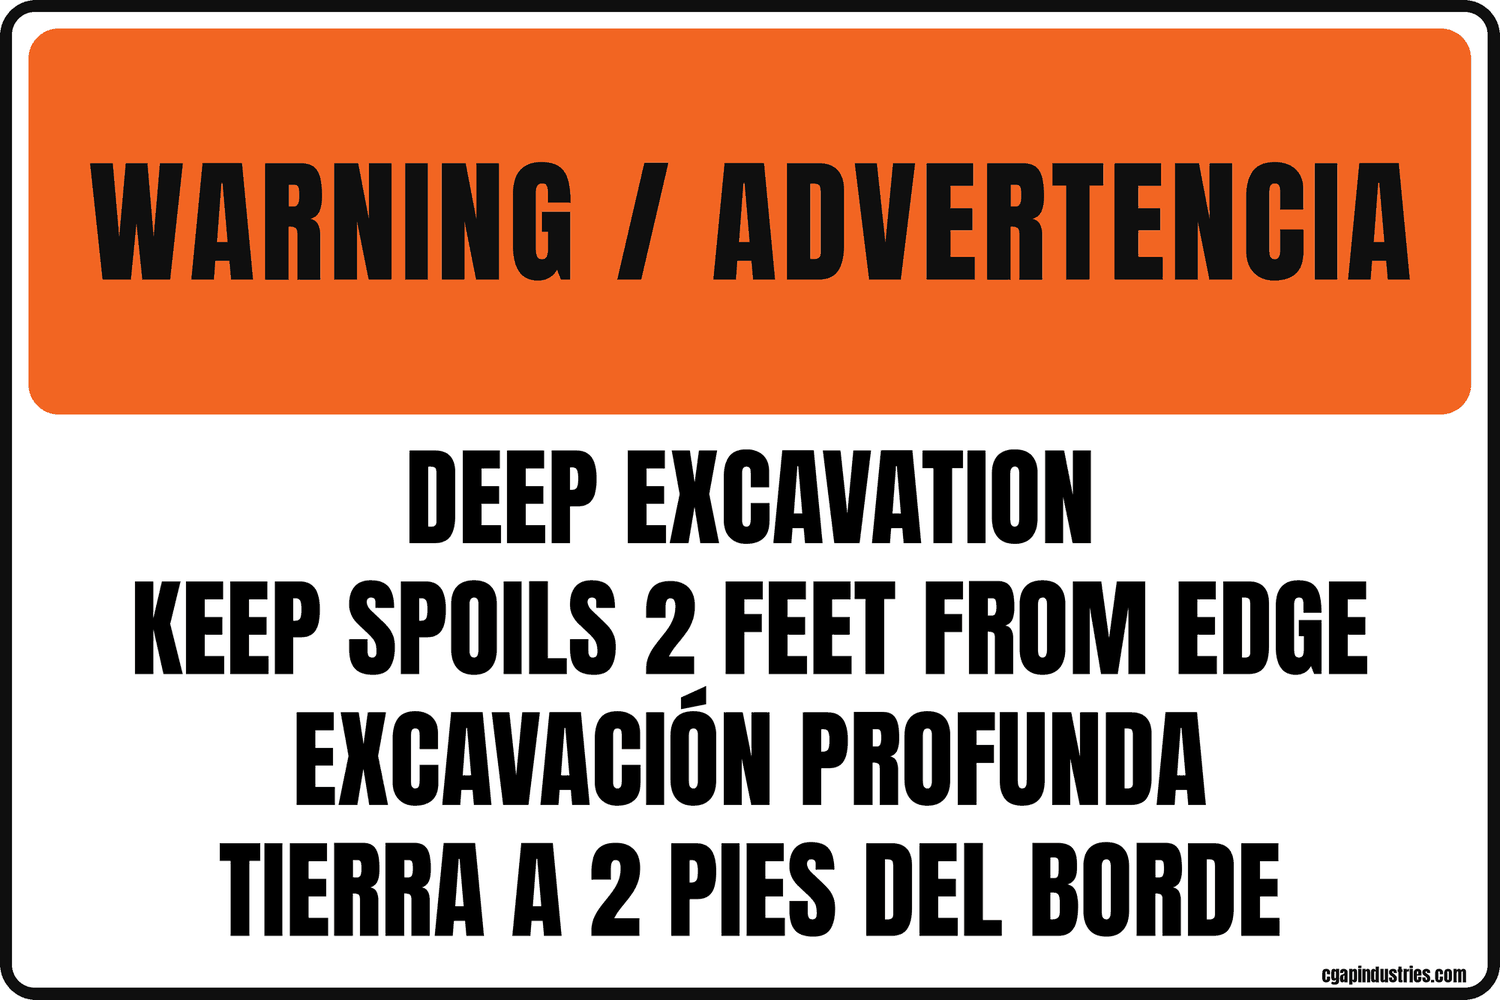 WARNING / ADVERTENCIA
DEEP EXCAVATION
KEEP SPOILS 2 FEET FROM EDGE
EXCAVACIÓN PROFUNDA
TIERRA A 2 PIES DEL BORDE
cgapindustries.com